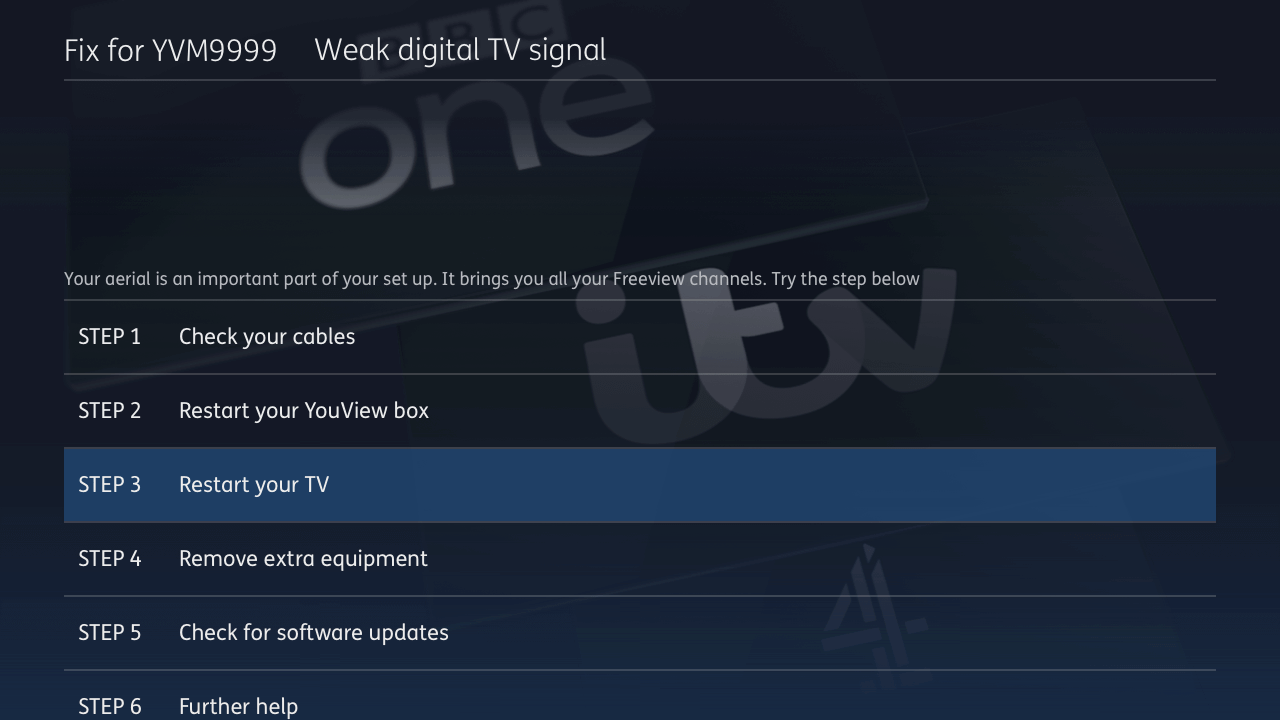 Fix for YVM9999 Weak digital TV signal
BBC
one
Your aerial is an important part of your set up. It brings you all your Freeview channels. Try the step below
itv
STEP 1 Check your cables
STEP 2 Restart your YouView box
STEP 3 Restart your TV
STEP 4 Remove extra equipment
4
STEP 5 Check for software updates
STEP 6 Further help